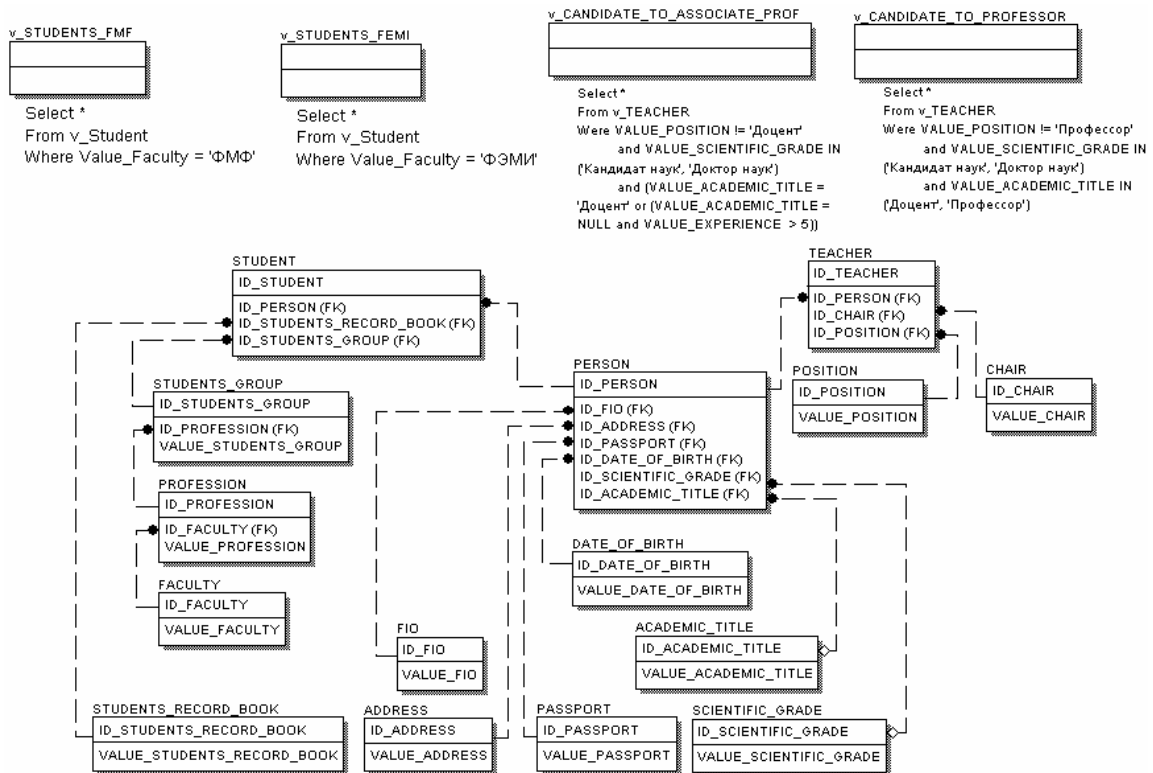 v_STUDENTS_FMF
Select *
From v_Student
Where Value_Faculty = 'ФМФ'
v_STUDENTS_FEMI
Select *
From v_Student
Where Value_Faculty = 'ФЭМИ'
v_CANDIDATE_TO_ASSOCIATE_PROF
Select *
From v_TEACHER
Were VALUE_POSITION != 'Доцент'
and VALUE_SCIENTIFIC_GRADE IN
('Кандидат наук', 'Доктор наук')
and (VALUE_ACADEMIC_TITLE =
'Доцент' or (VALUE_ACADEMIC_TITLE =
NULL and VALUE_EXPERIENCE > 5))
v_CANDIDATE_TO_PROFESSOR
Select *
From v_TEACHER
Were VALUE_POSITION != 'Профессор'
and VALUE_SCIENTIFIC_GRADE IN
('Кандидат наук', 'Доктор наук')
and VALUE_ACADEMIC_TITLE IN
('Доцент', 'Профессор')
STUDENT
ID_STUDENT
ID_PERSON (FK)
ID_STUDENTS_RECORD_BOOK (FK)
ID_STUDENTS_GROUP (FK)
TEACHER
ID_TEACHER
ID_PERSON (FK)
ID_CHAIR (FK)
ID_POSITION (FK)
STUDENTS_GROUP
ID_STUDENTS_GROUP
ID_PROFESSION (FK)
VALUE_STUDENTS_GROUP
PERSON
ID_PERSON
ID_FIO (FK)
ID_ADDRESS (FK)
ID_PASSPORT (FK)
ID_DATE_OF_BIRTH (FK)
ID_SCIENTIFIC_GRADE (FK)
ID_ACADEMIC_TITLE (FK)
POSITION
ID_POSITION
VALUE_POSITION
CHAIR
ID_CHAIR
VALUE_CHAIR
PROFESSION
ID_PROFESSION
ID_FACULTY (FK)
VALUE_PROFESSION
DATE_OF_BIRTH
ID_DATE_OF_BIRTH
VALUE_DATE_OF_BIRTH
FACULTY
ID_FACULTY
VALUE_FACULTY
FIO
ID_FIO
VALUE_FIO
ACADEMIC_TITLE
ID_ACADEMIC_TITLE
VALUE_ACADEMIC_TITLE
STUDENTS_RECORD_BOOK
ID_STUDENTS_RECORD_BOOK
VALUE_STUDENTS_RECORD_BOOK
ADDRESS
ID_ADDRESS
VALUE_ADDRESS
PASSPORT
ID_PASSPORT
VALUE_PASSPORT
SCIENTIFIC_GRADE
ID_SCIENTIFIC_GRADE
VALUE_SCIENTIFIC_GRADE